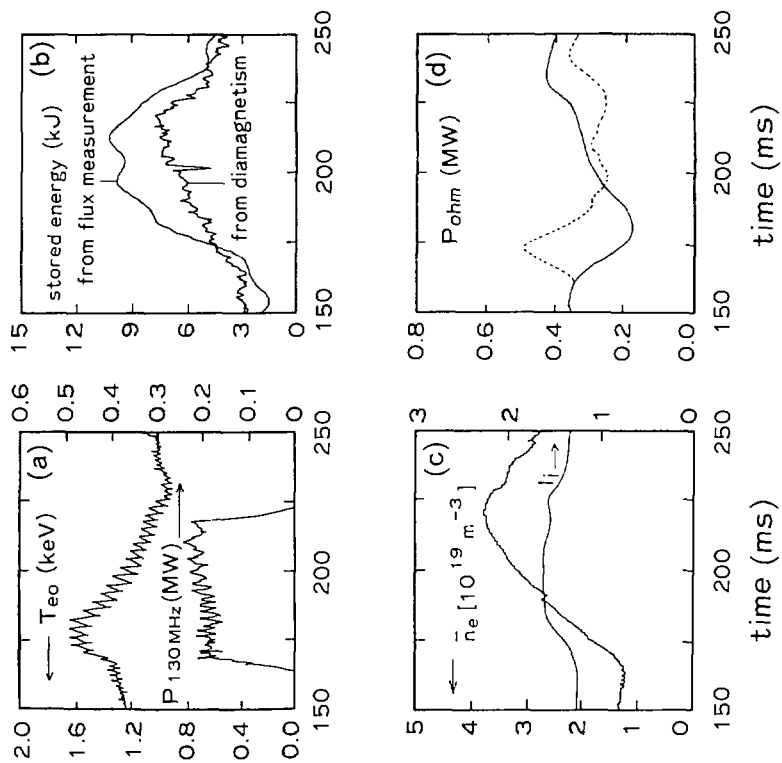 (a)
← T_eo (keV)
P_130MHz (MW) →
2.0
1.6
1.2
0.8
0.4
0.0
0.6
0.5
0.4
0.3
0.2
0.1
0
150 200 250
(b)
stored energy (kJ)
from flux measurement
from diamagnetism
15
12
9
6
3
0
150 200 250
(c)
← n̄_e [10^19 m^-3]
l_i →
5
4
3
2
1
0
3
2
1
0
150 200 250
time (ms)
(d)
P_ohm (MW)
0.8
0.6
0.4
0.2
0.0
150 200 250
time (ms)